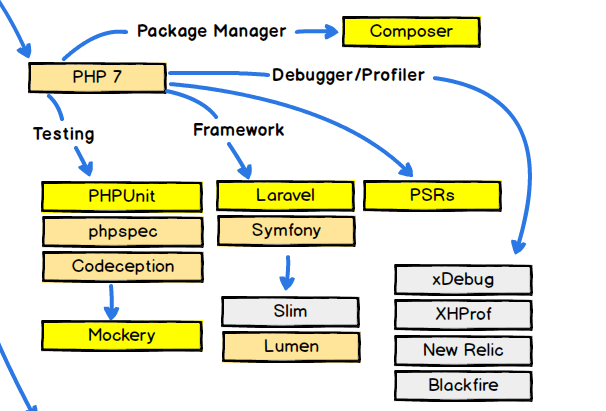 Package Manager
Composer
PHP 7
Debugger/Profiler
Testing
Framework
PHPUnit
Laravel
PSRs
phpspec
Symfony
Codeception
xDebug
Slim
XHProf
Mockery
Lumen
New Relic
Blackfire